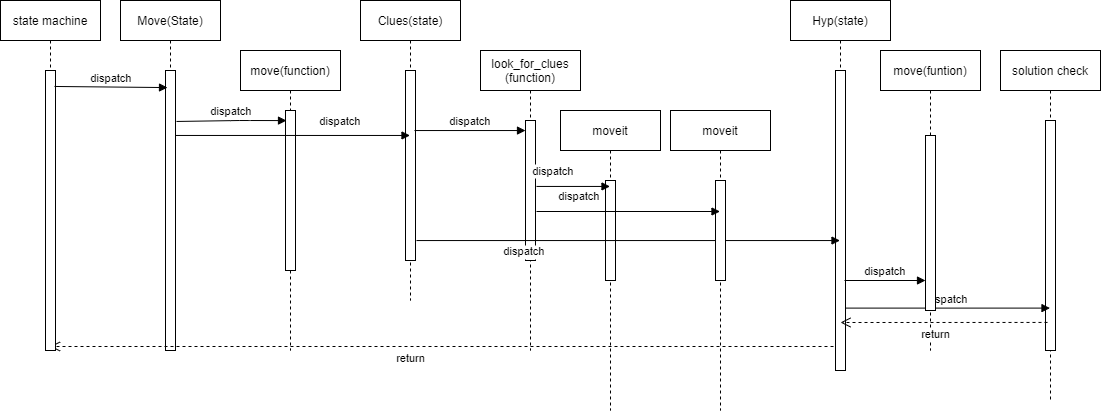 state machine
Move(State)
Clues(state)
Hyp(state)
move(function)
look_for_clues
(function)
move(funtion)
solution check
dispatch
dispatch
dispatch
dispatch
moveit
moveit
dispatch
dispatch
dispatch
dispatch
spatch
return
return